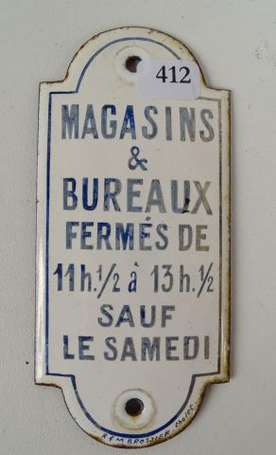 412
MAGASINS
&
BUREAUX
FERMÉS DE
11h.½ à 13h.½
SAUF
LE SAMEDI